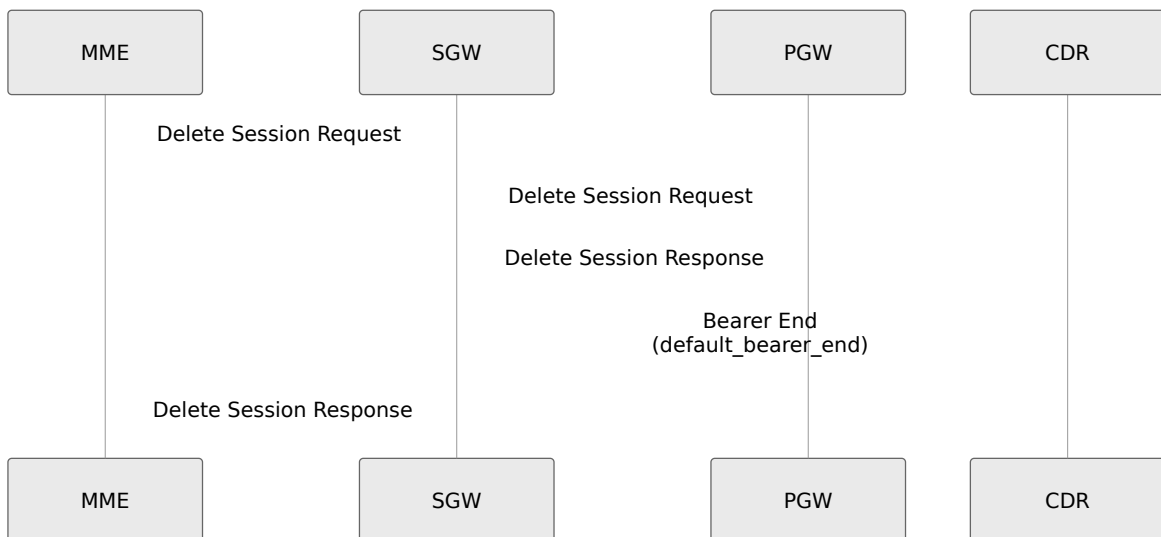 MME
SGW
PGW
CDR
Delete Session Request
Delete Session Request
Delete Session Response
Bearer End
(default_bearer_end)
Delete Session Response
MME
SGW
PGW
CDR